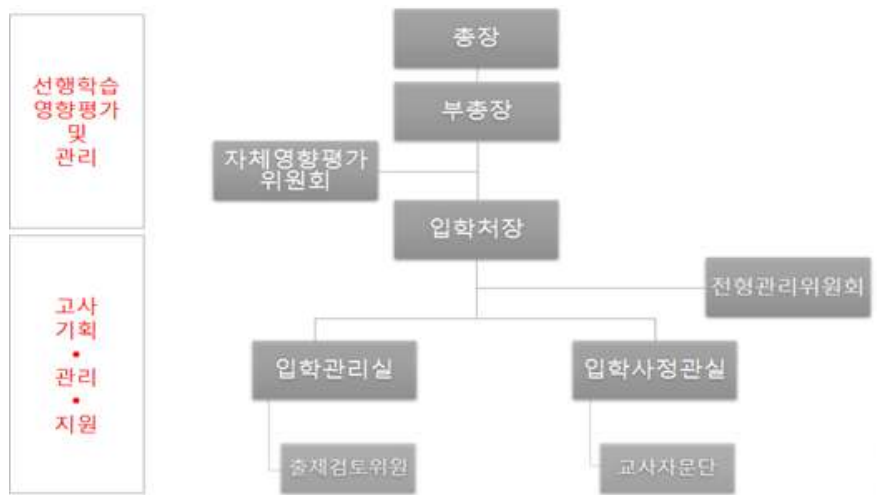 총장
선행학습
영향평가
및
관리
부총장
자체영향평가
위원회
입학처장
전형관리위원회
고사
기획
•
관리
•
지원
입학관리실
입학사정관실
출제검토위원
교사자문단